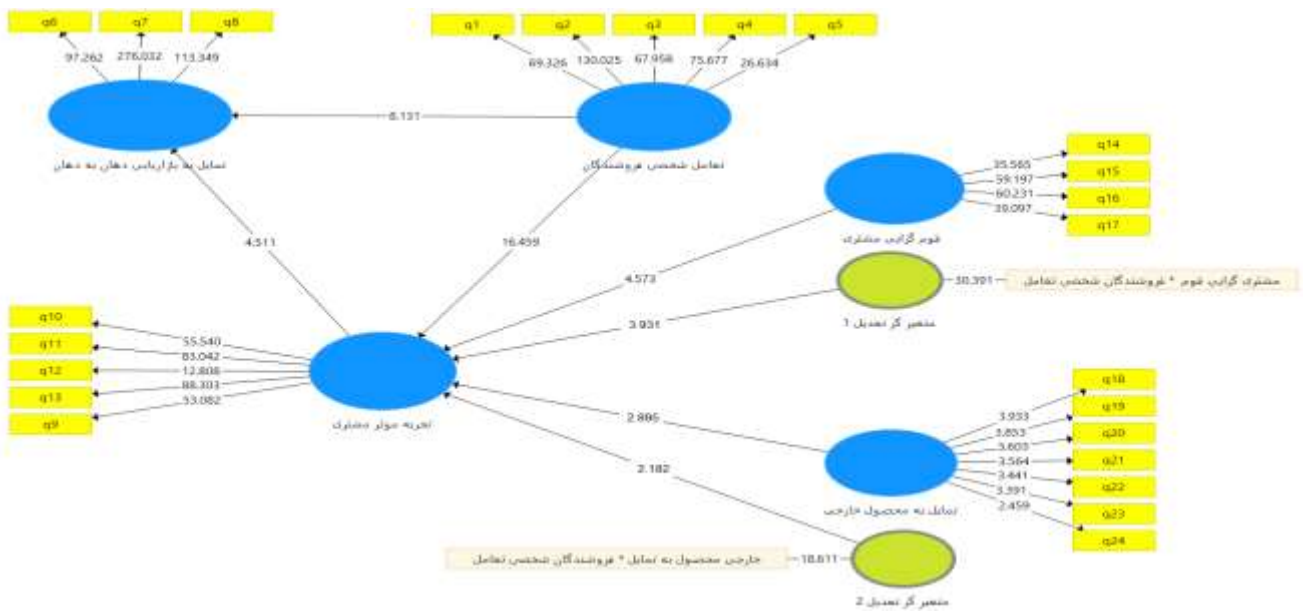 q6
q7
q8
q1
q2
q3
q4
q5
97.262
276.032
113.349
69.326
130.025
67.958
75.677
26.634
6.131
تمایل به بازاریابی دهان به دهان
تعامل شخصی فروشندگان
q14
q15
q16
q17
35.565
59.197
60.231
39.097
قوم گرایی مشتری
4.511
16.459
4.573
30.391
مشتری گرایی قوم * فروشندگان شخصی تعامل
متغیر گر تعدیل 1
3.931
q10
q11
q12
q13
q9
55.540
83.042
12.808
88.303
53.082
تجربه موثر مشتری
2.895
2.182
q18
q19
q20
q21
q22
q23
q24
3.933
3.853
3.603
3.564
3.441
3.391
2.459
تمایل به محصول خارجی
خارجی محصول به تمایل * فروشندگان شخصی تعامل
18.611
متغیر گر تعدیل 2